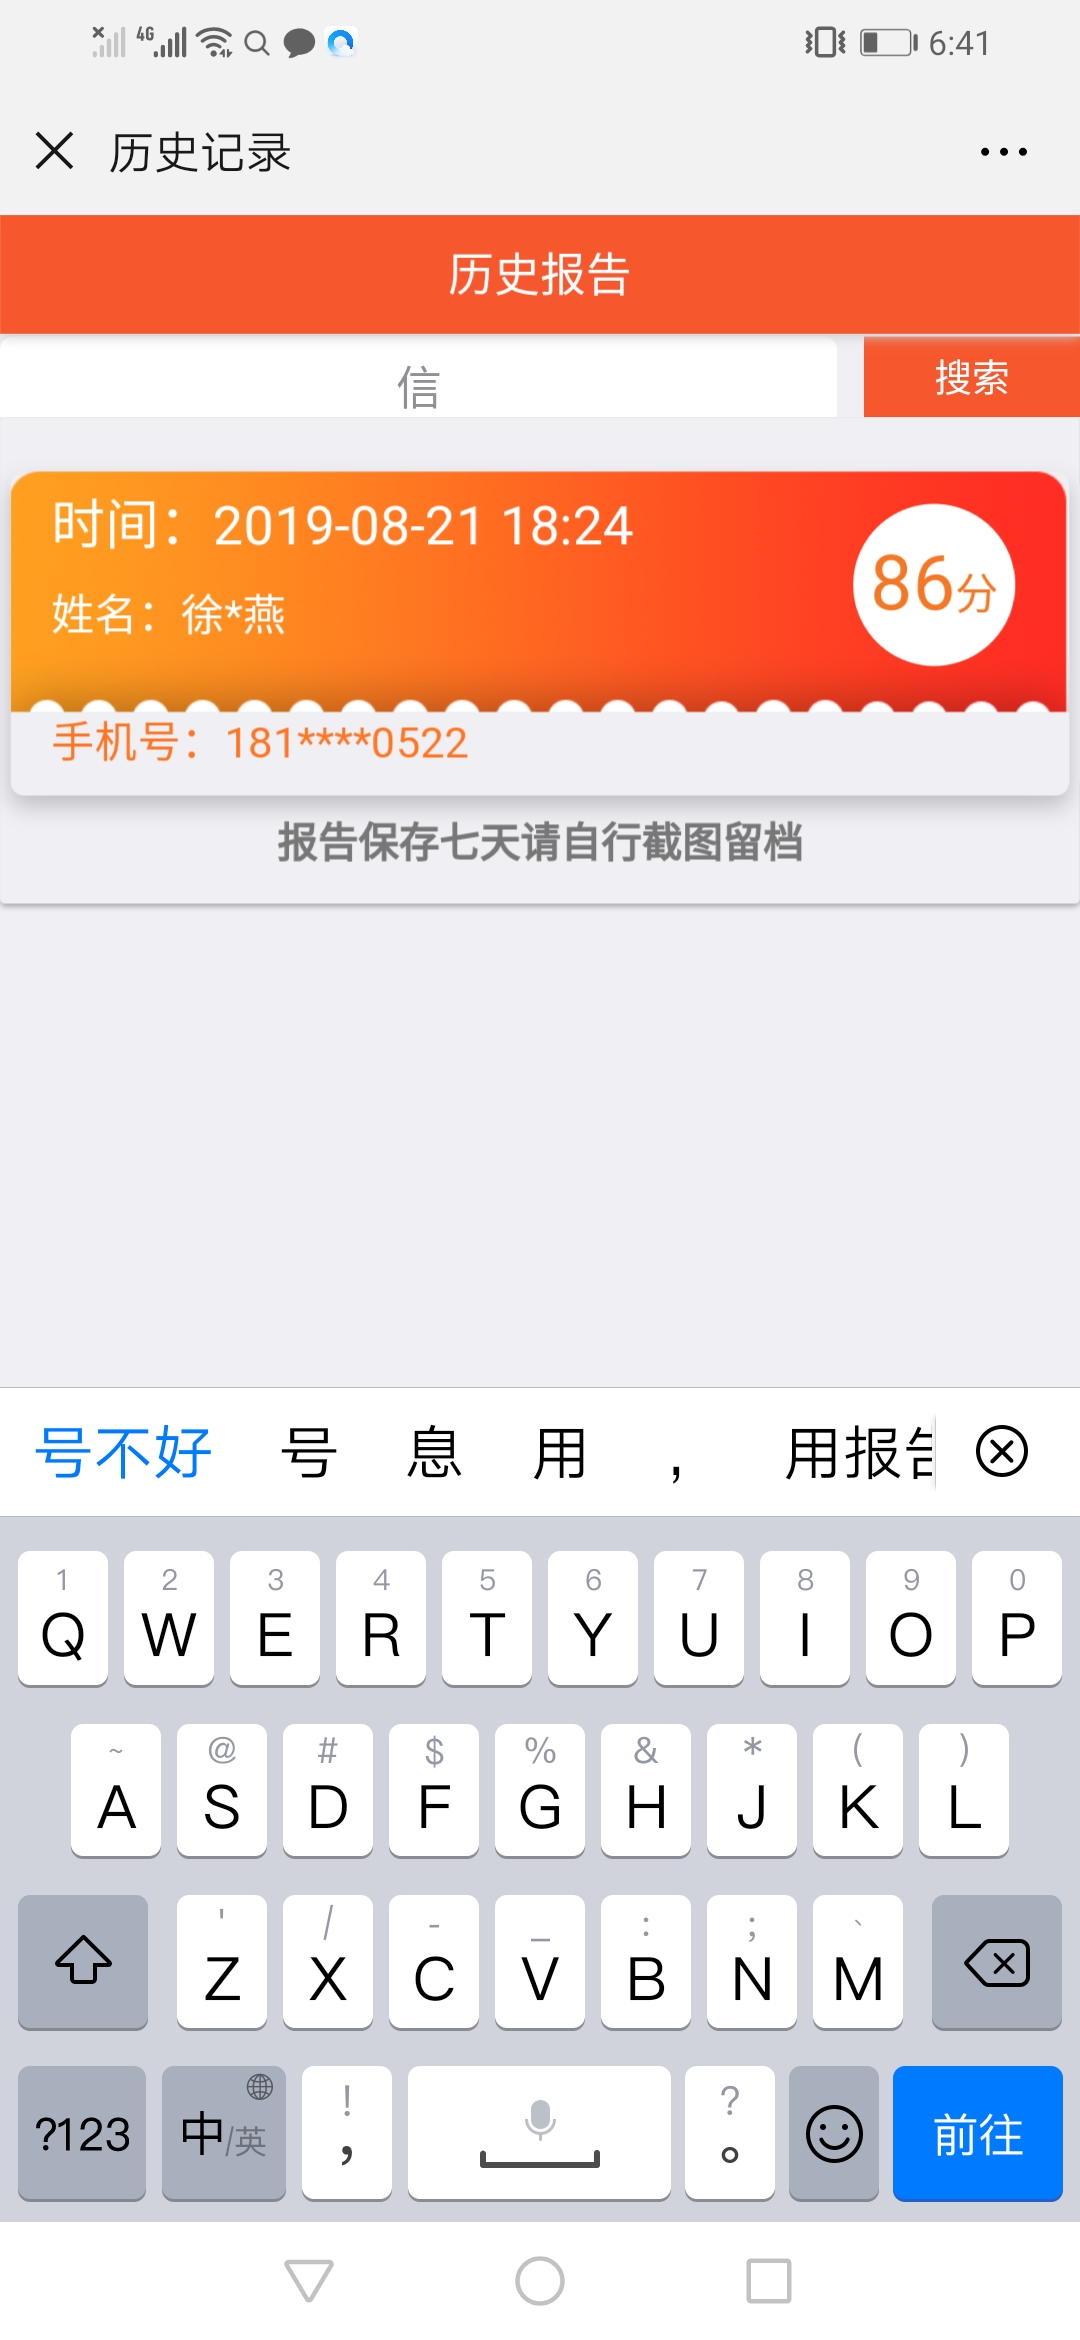 4G 6:41
历史记录
历史报告
信 搜索
时间：2019-08-21 18:24
86分
姓名：徐*燕
手机号：181****0522
报告保存七天请自行截图留档
号不好 号 息 用 , 用报告
1 2 3 4 5 6 7 8 9 0
Q W E R T Y U I O P
~ @ # $ % & * ( )
A S D F G H J K L
' / - _ : ; `
Z X C V B N M
! ?
?123 中/英 , 。 前往